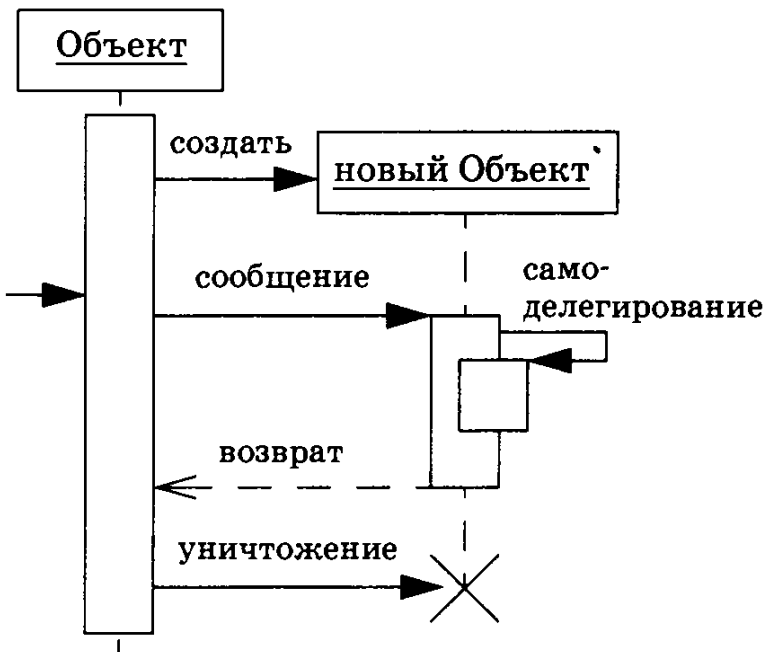 Объект
создать
новый Объект
сообщение
само-
делегирование
возврат
уничтожение